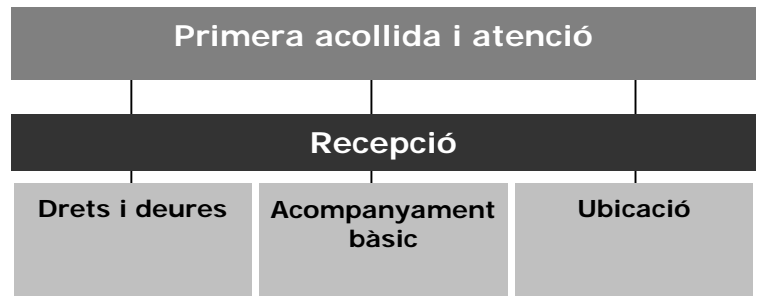 Primera acollida i atenció
Recepció
Drets i deures
Acompanyament
bàsic
Ubicació